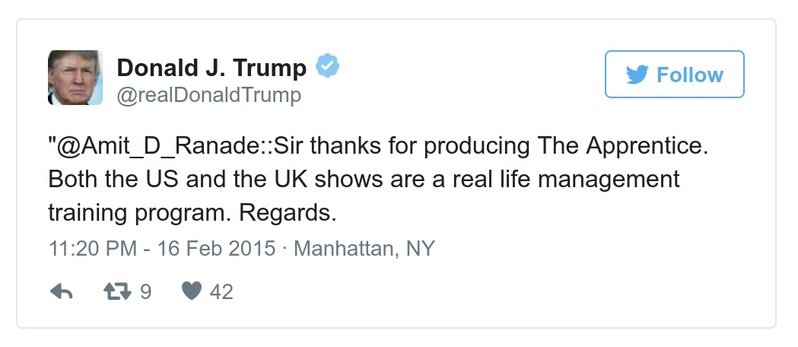 Donald J. Trump
@realDonaldTrump
Follow
"@Amit_D_Ranade::Sir thanks for producing The Apprentice.
Both the US and the UK shows are a real life management
training program. Regards.
11:20 PM - 16 Feb 2015 · Manhattan, NY
9 42